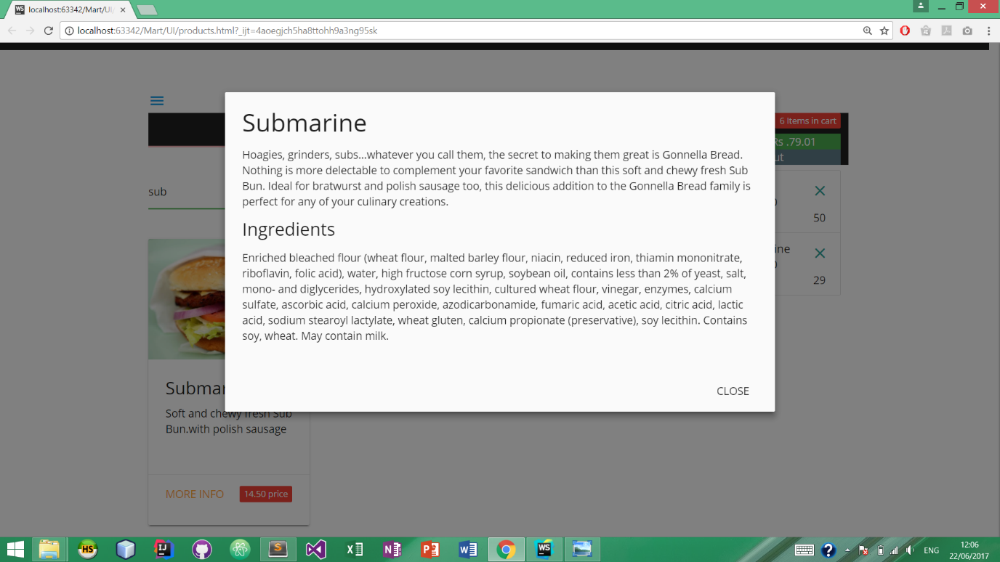 localhost:63342/Mart/UI/
localhost:63342/Mart/UI/products.html?_ijt=4aoegjch5ha8ttohh9a3ng95sk
6 Items in cart
Rs .79.01
ut
sub
50
ine
29
Submarine
Hoagies, grinders, subs...whatever you call them, the secret to making them great is Gonnella Bread.
Nothing is more delectable to complement your favorite sandwich than this soft and chewy fresh Sub
Bun. Ideal for bratwurst and polish sausage too, this delicious addition to the Gonnella Bread family is
perfect for any of your culinary creations.
Ingredients
Enriched bleached flour (wheat flour, malted barley flour, niacin, reduced iron, thiamin mononitrate,
riboflavin, folic acid), water, high fructose corn syrup, soybean oil, contains less than 2% of yeast, salt,
mono- and diglycerides, hydroxylated soy lecithin, cultured wheat flour, vinegar, enzymes, calcium
sulfate, ascorbic acid, calcium peroxide, azodicarbonamide, fumaric acid, acetic acid, citric acid, lactic
acid, sodium stearoyl lactylate, wheat gluten, calcium propionate (preservative), soy lecithin. Contains
soy, wheat. May contain milk.
CLOSE
Submar
Soft and chewy fresh Sub
Bun.with polish sausage
MORE INFO
14.50 price
ENG
12:06
22/06/2017